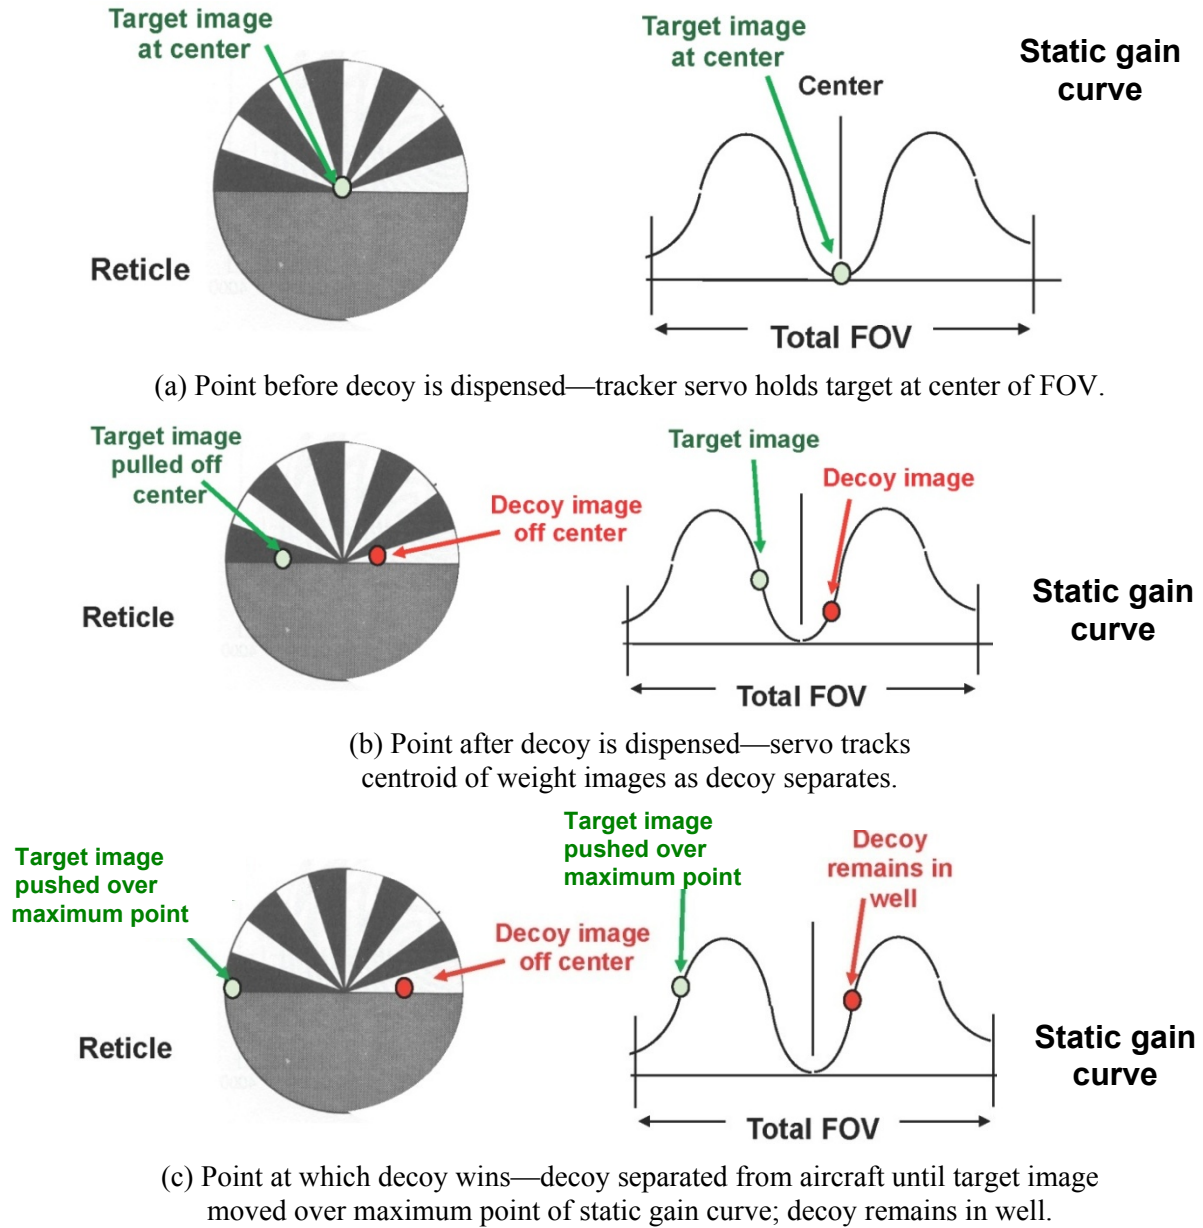 Target image
at center
Target image
at center
Center
Static gain
curve
Reticle
Total FOV
(a) Point before decoy is dispensed—tracker servo holds target at center of FOV.
Target image
pulled off
center
Decoy image
off center
Target image
Decoy image
Reticle
Static gain
curve
Total FOV
(b) Point after decoy is dispensed—servo tracks
centroid of weight images as decoy separates.
Target image
pushed over
maximum point
Decoy image
off center
Target image
pushed over
maximum point
Decoy
remains in
well
Reticle
Static gain
curve
Total FOV
(c) Point at which decoy wins—decoy separated from aircraft until target image
moved over maximum point of static gain curve; decoy remains in well.